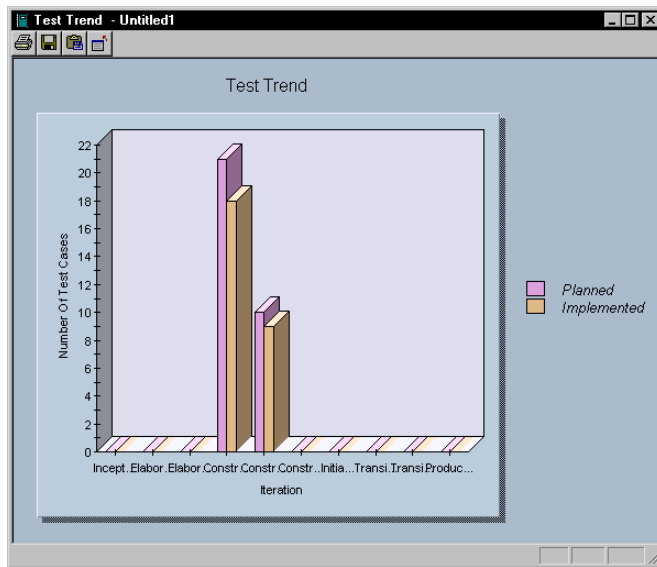 Test Trend - Untitled1
Test Trend
22
20
18
16
14
12
10
8
6
4
2
0
Number Of Test Cases
Incept...Elabor...Elabor...Constr...Constr...Constr...Initia...Transi...Transi...Produc...
Iteration
Planned
Implemented